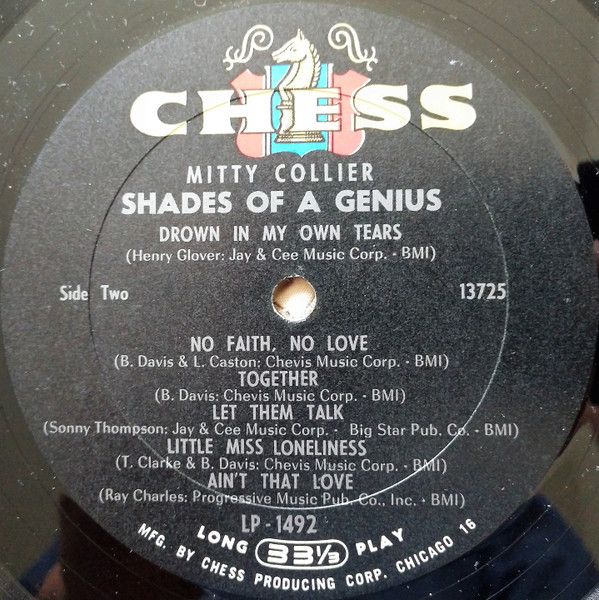 CHESS
MITTY COLLIER
SHADES OF A GENIUS
DROWN IN MY OWN TEARS
(Henry Glover: Jay & Cee Music Corp. - BMI)
Side Two 13725
NO FAITH, NO LOVE
(B. Davis & L. Caston: Chevis Music Corp. - BMI)
TOGETHER
(B. Davis: Chevis Music Corp. - BMI)
LET THEM TALK
(Sonny Thompson: Jay & Cee Music Corp. - Big Star Pub. Co. - BMI)
LITTLE MISS LONELINESS
(T. Clarke & B. Davis: Chevis Music Corp. - BMI)
AIN'T THAT LOVE
(Ray Charles: Progressive Music Pub. Co., Inc. - BMI)
LP-1492
LONG 33⅓ PLAY
MFG. BY CHESS PRODUCING CORP. CHICAGO 16